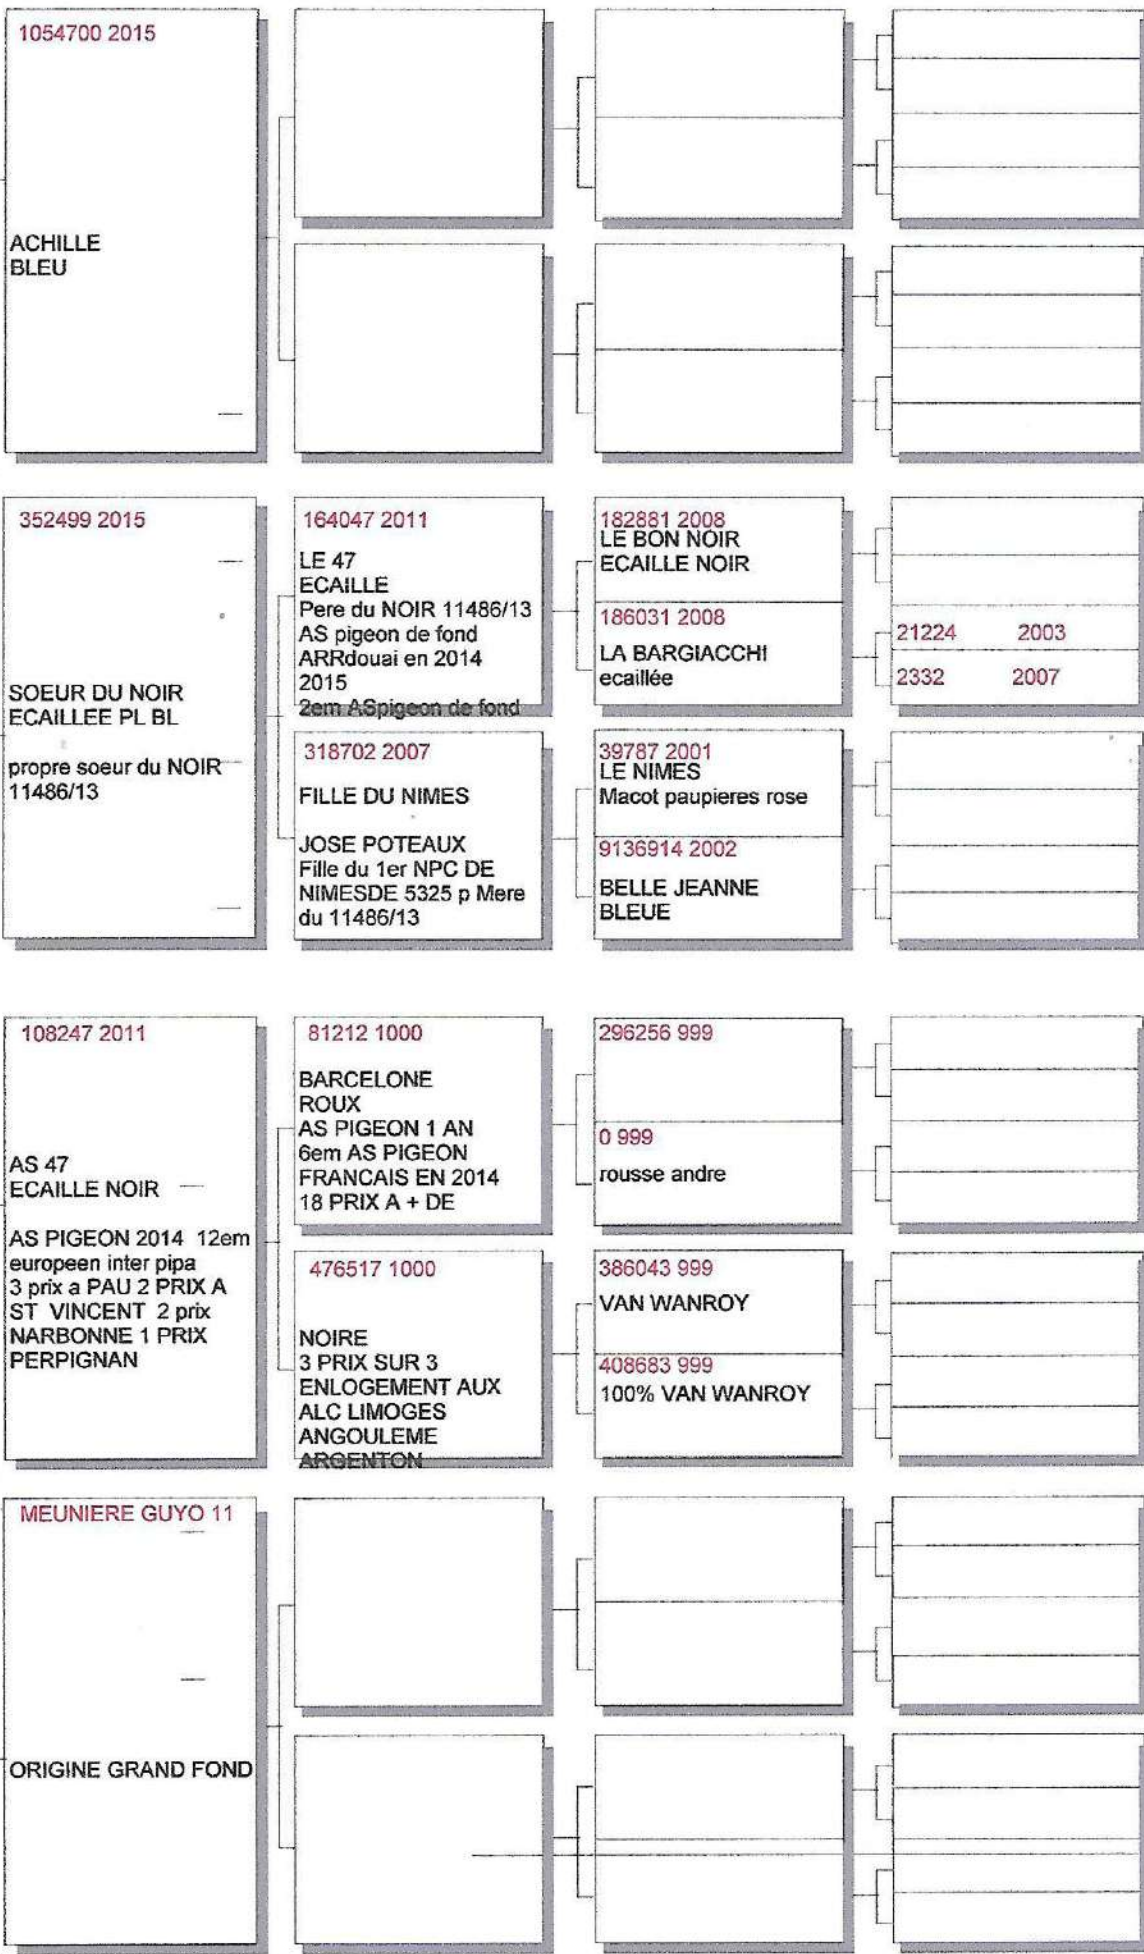 1054700 2015
ACHILLE
BLEU
352499 2015
SOEUR DU NOIR
ECAILLEE PL BL
propre soeur du NOIR
11486/13
164047 2011
LE 47
ECAILLE
Pere du NOIR 11486/13
AS pigeon de fond
ARRdouai en 2014
2015
2em ASpigeon de fond
318702 2007
FILLE DU NIMES
JOSE POTEAUX
Fille du 1er NPC DE
NIMESDE 5325 p Mere
du 11486/13
182881 2008
LE BON NOIR
ECAILLE NOIR
186031 2008
LA BARGIACCHI
ecaillée
39787 2001
LE NIMES
Macot paupieres rose
9136914 2002
BELLE JEANNE
BLEUE
21224 2003
2332 2007
108247 2011
AS 47
ECAILLE NOIR
AS PIGEON 2014 12em
europeen inter pipa
3 prix a PAU 2 PRIX A
ST VINCENT 2 prix
NARBONNE 1 PRIX
PERPIGNAN
81212 1000
BARCELONE
ROUX
AS PIGEON 1 AN
6em AS PIGEON
FRANCAIS EN 2014
18 PRIX A + DE
476517 1000
NOIRE
3 PRIX SUR 3
ENLOGEMENT AUX
ALC LIMOGES
ANGOULEME
ARGENTON
296256 999
0 999
rousse andre
386043 999
VAN WANROY
408683 999
100% VAN WANROY
MEUNIERE GUYO 11
ORIGINE GRAND FOND